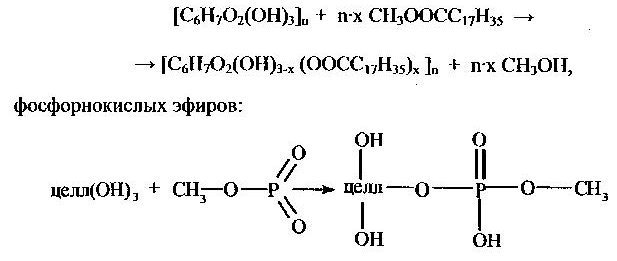 [C₆H₇O₂(OH)₃]ₙ + n·x CH₃OOCC₁₇H₃₅ →
→ [C₆H₇O₂(OH)₃₋ₓ (OOCC₁₇H₃₅)ₓ ]ₙ + n·x CH₃OH,
фосфорнокислых эфиров:
OH O
O
целл(OH)₃ + CH₃—O—P целл—O—P—O—CH₃
O
OH OH